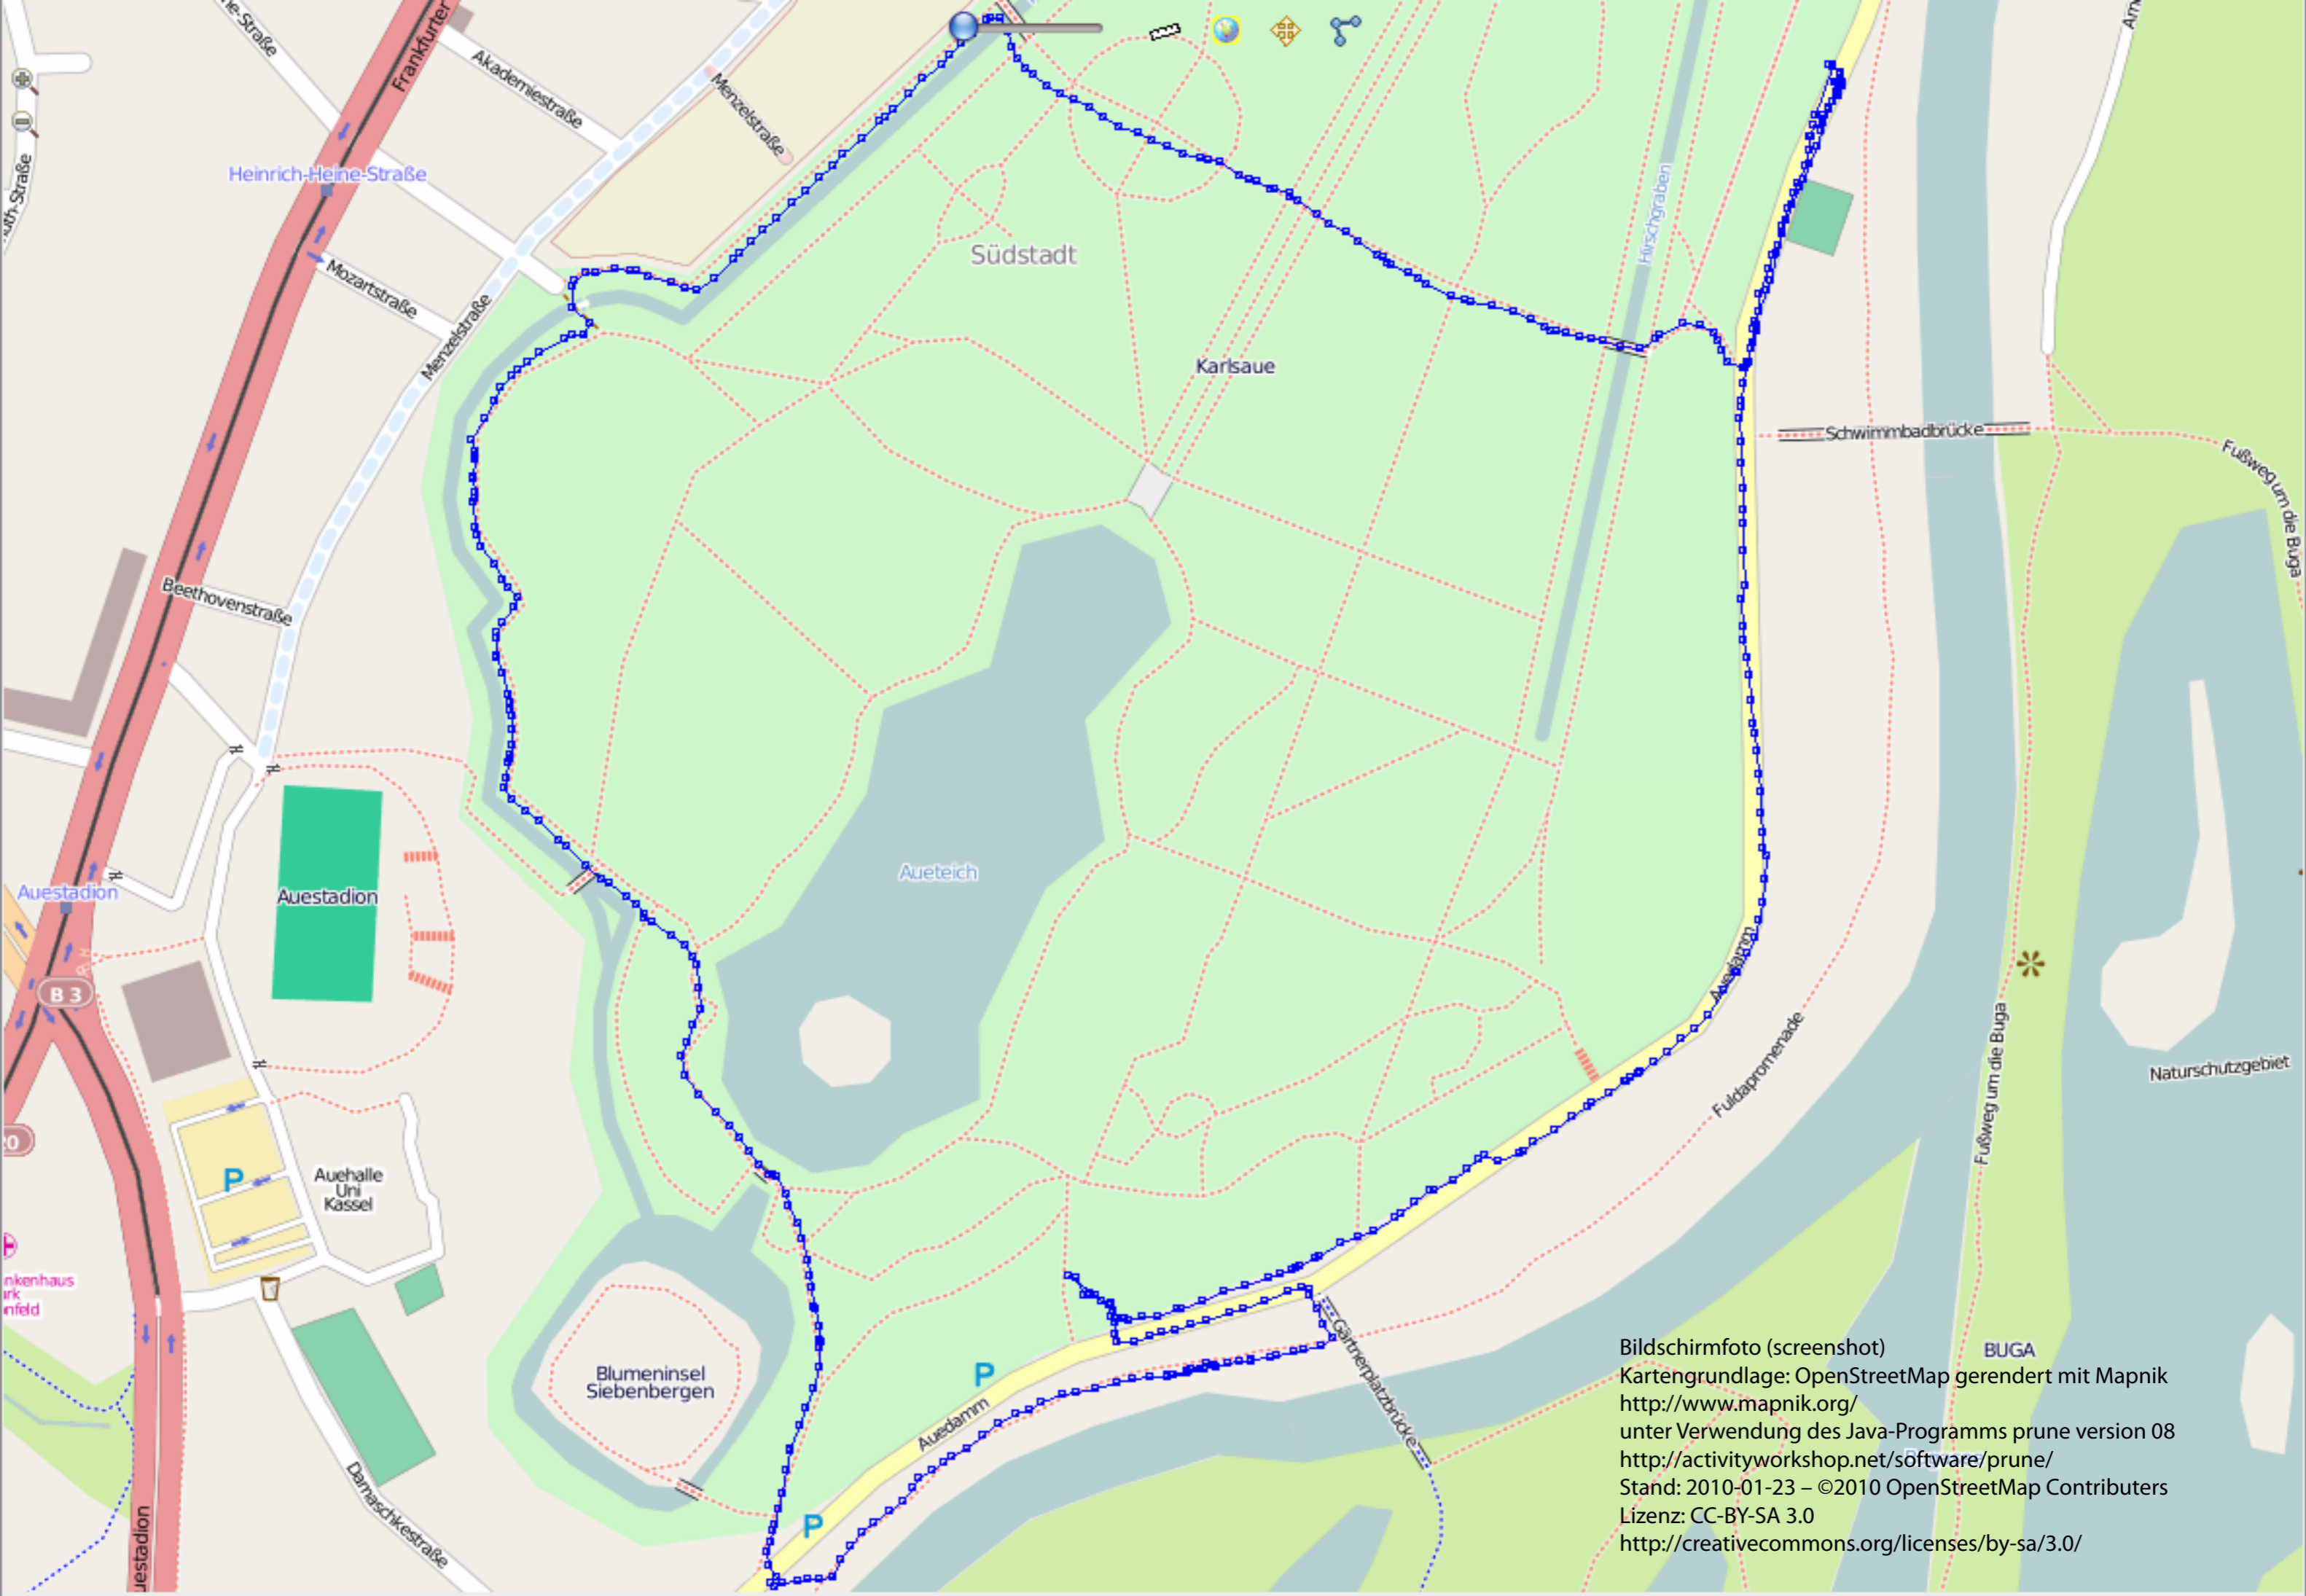 Frankfurter
Akademiestraße
Menzelstraße
Heinrich-Heine-Straße
Mozartstraße
Menzelstraße
Südstadt
Hirschgraben
Karlsaue
Schwimmbadbrücke
Fußweg um die Buga
Beethovenstraße
Aueteich
Auestadion
Auestadion
B 3
Auedamm
Fuldapromenade
Fußweg um die Buga
Naturschutzgebiet
P
Auehalle
Uni
Kassel
Blumeninsel
Siebenbergen
P
Auedamm
Gärtnerplatzbrücke
P
Damaschkestraße
BUGA
Bildschirmfoto (screenshot)
Kartengrundlage: OpenStreetMap gerendert mit Mapnik
http://www.mapnik.org/
unter Verwendung des Java-Programms prune version 08
http://activityworkshop.net/software/prune/
Stand: 2010-01-23 – ©2010 OpenStreetMap Contributers
Lizenz: CC-BY-SA 3.0
http://creativecommons.org/licenses/by-sa/3.0/